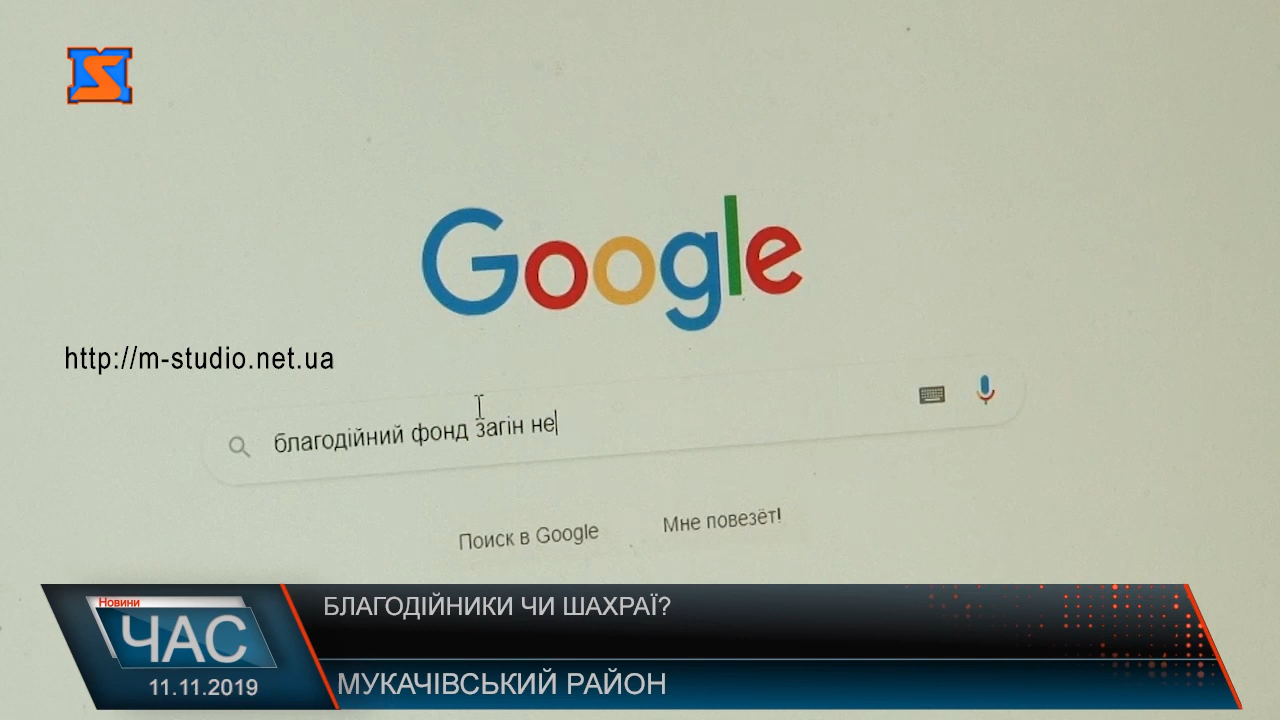 Google
http://m-studio.net.ua
благодійний фонд загін не
Поиск в Google
Мне повезёт!
БЛАГОДІЙНИКИ ЧИ ШАХРАЇ?
Новини
ЧАС
11.11.2019
МУКАЧІВСЬКИЙ РАЙОН